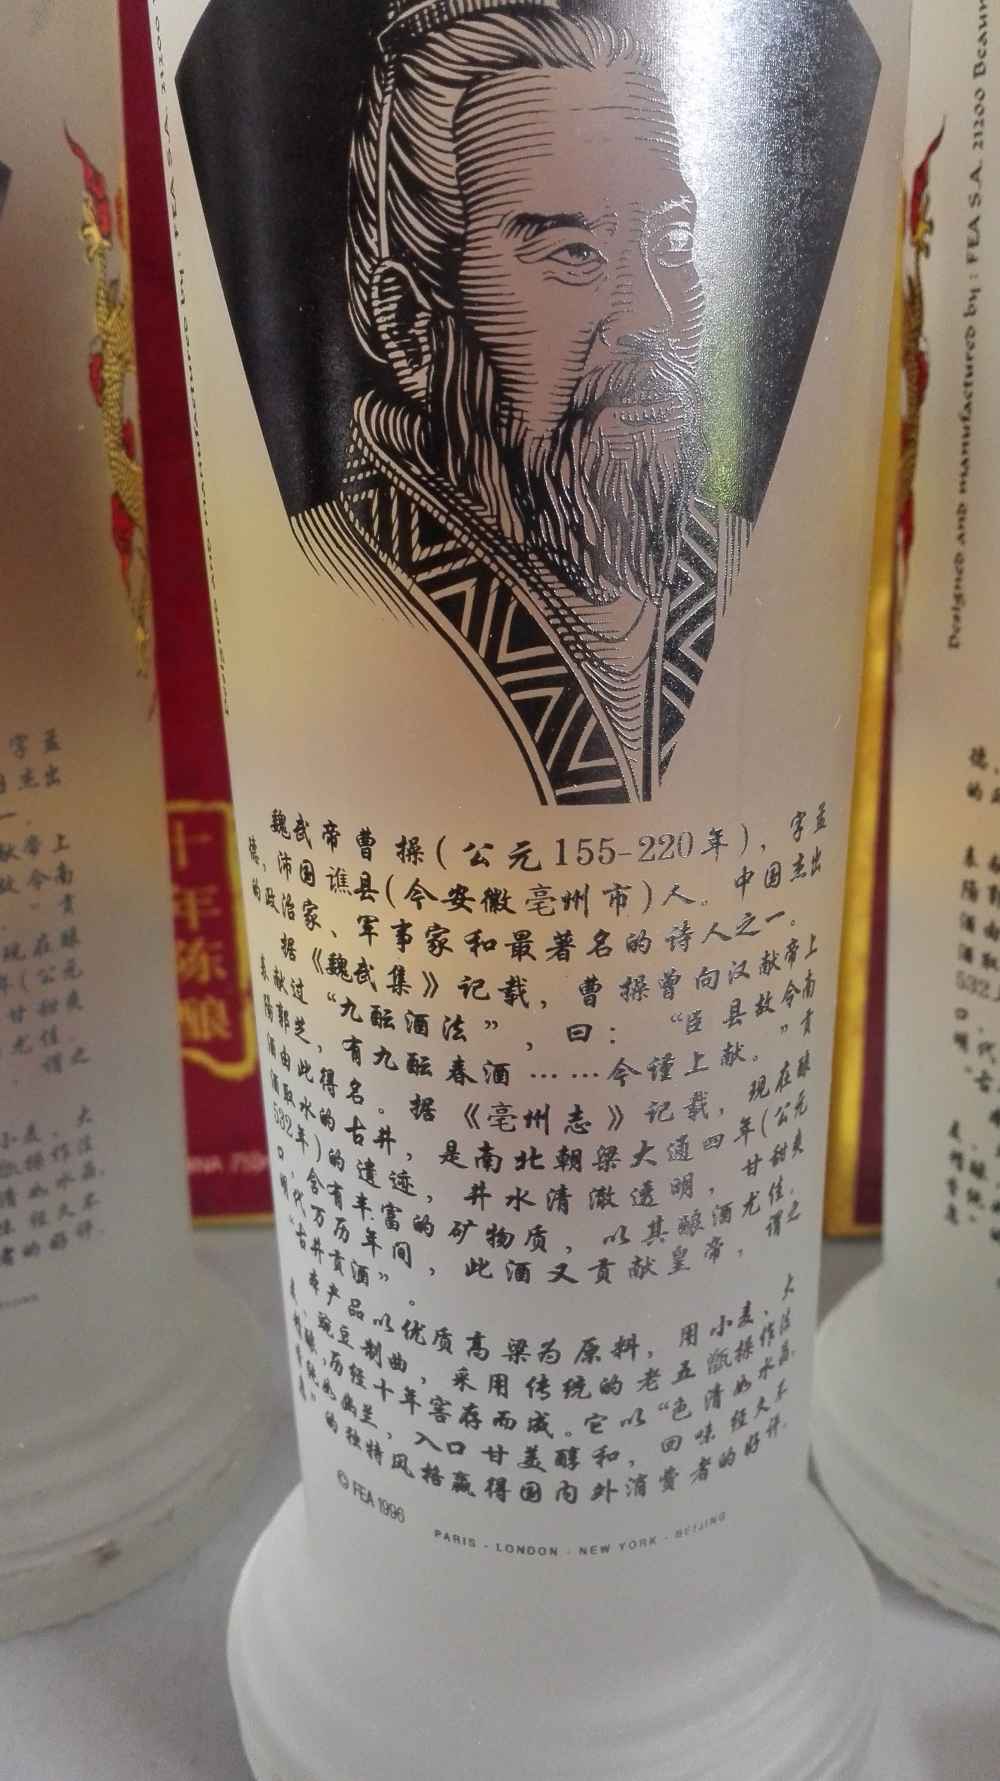 魏武帝曹操(公元155-220年),字孟
德,沛国谯县(今安徽亳州市)人。中国杰出
的政治家、军事家和最著名的诗人之一。
据《魏武集》记载,曹操曾向汉献帝上
表献过“九酝酒法”,曰:“臣县故令南
阳郭芝,有九酝春酒……今谨上献。”贡
酒由此得名。据《亳州志》记载,现在酿
酒取水的古井,是南北朝梁大通四年(公元
532年)的遗迹,井水清澈透明,甘甜爽
口,含有丰富的矿物质,以其酿酒尤佳。
明代万历年间,此酒又贡献皇帝,谓之
“古井贡酒”。
本产品以优质高粱为原料,用小麦、大
麦、豌豆制曲,采用传统的老五甑操作法
酿,历经十年窖存而成。它以“色清如水晶,
香纯如幽兰,入口甘美醇和,回味经久不
息”的独特风格赢得国内外消费者的好评。
© FEA 1996
PARIS - LONDON - NEW YORK - BEIJING
Designed and manufactured by : FEA S.A. 21200 Beaun
十年陈酿